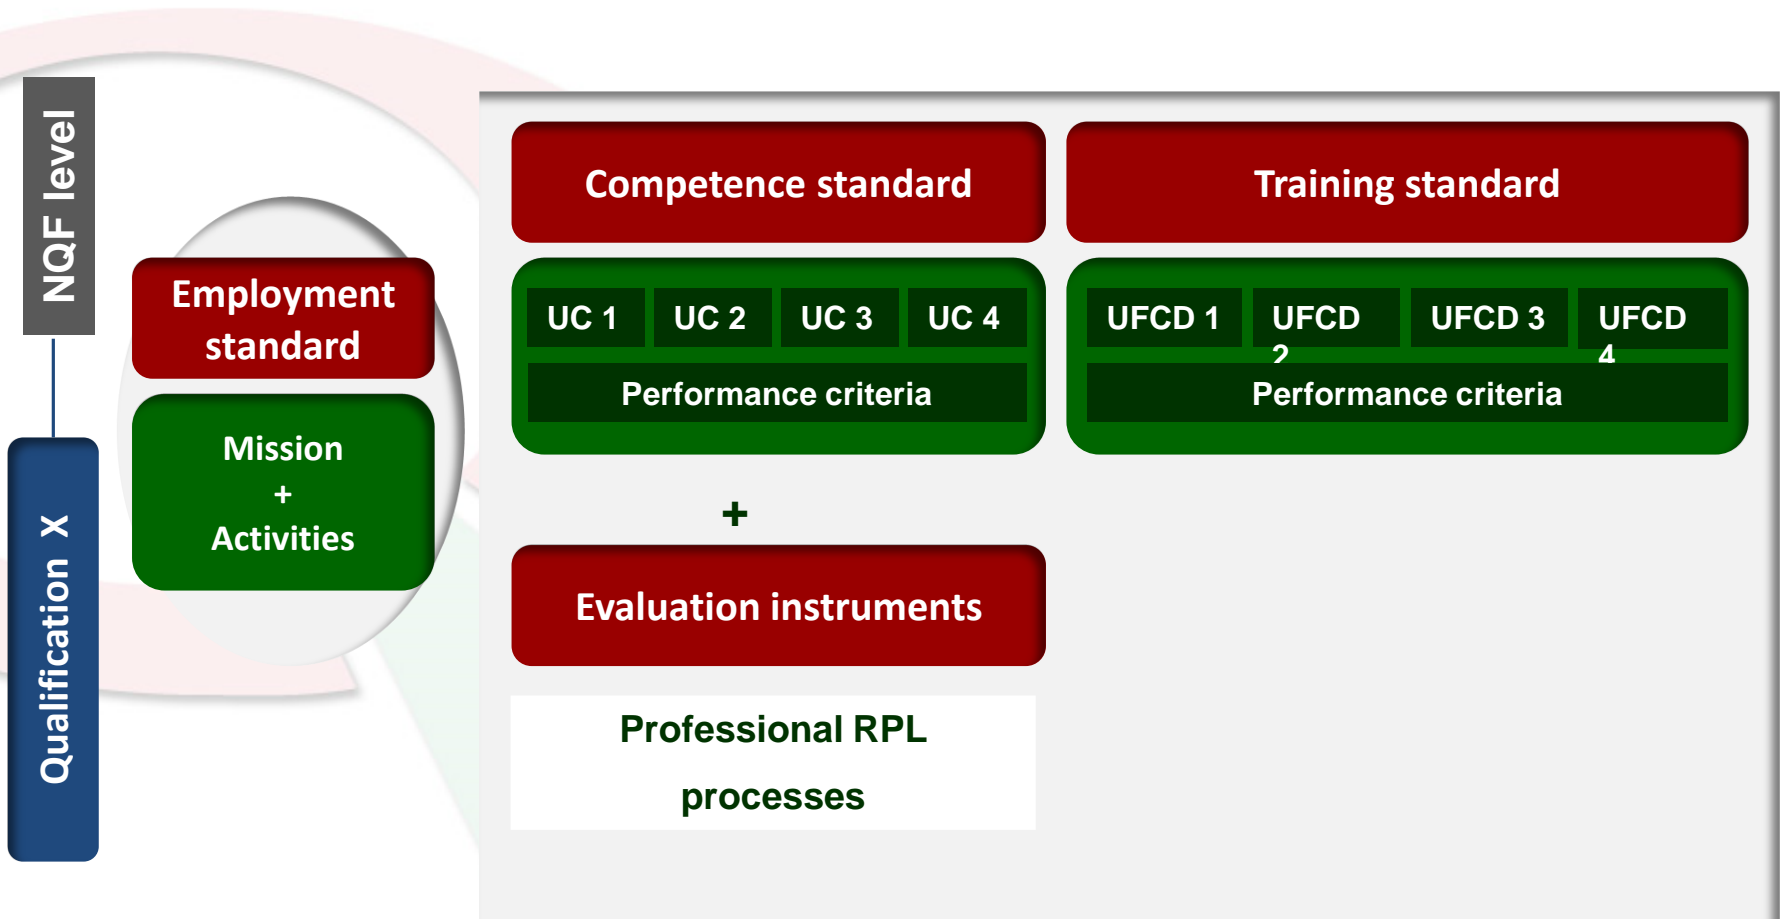 NQF level
Qualification X
Employment
standard
Mission
+
Activities
Competence standard
UC 1
UC 2
UC 3
UC 4
Performance criteria
+
Evaluation instruments
Professional RPL
processes
Training standard
UFCD 1
UFCD
2
UFCD 3
UFCD
4
Performance criteria